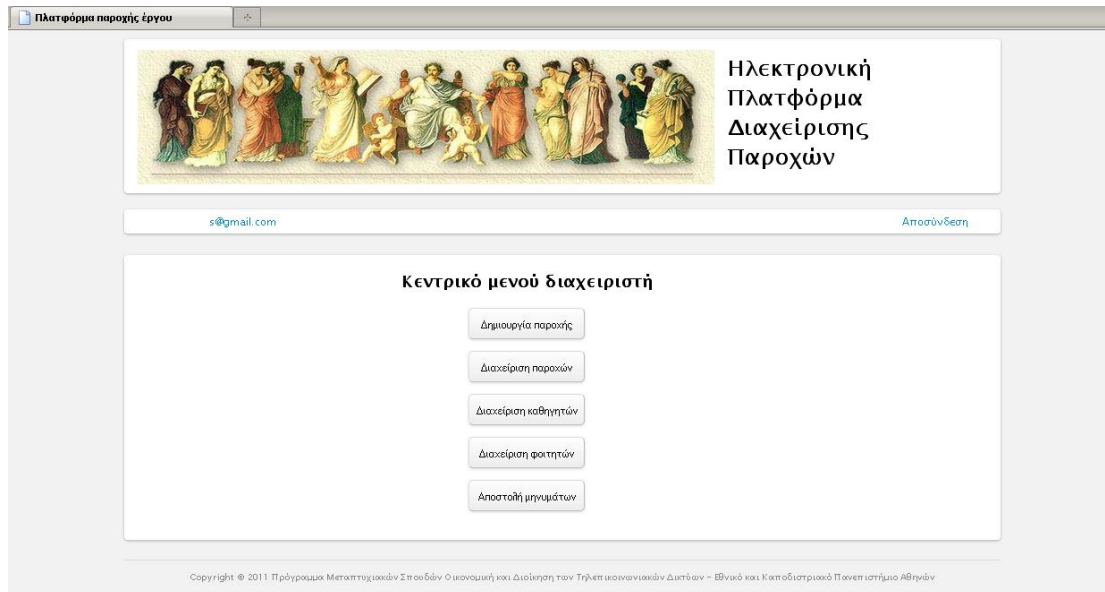 Πλατφόρμα παροχής έργου
Ηλεκτρονική
Πλατφόρμα
Διαχείρισης
Παροχών
s@gmail.com Αποσύνδεση
Κεντρικό μενού διαχειριστή
Δημιουργία παροχής
Διαχείριση παροχών
Διαχείριση καθηγητών
Διαχείριση φοιτητών
Αποστολή μηνυμάτων
Copyright © 2011 Πρόγραμμα Μεταπτυχιακών Σπουδών Οικονομική και Διοίκηση των Τηλεπικοινωνιακών Δικτύων - Εθνικό και Καποδιστριακό Πανεπιστήμιο Αθηνών